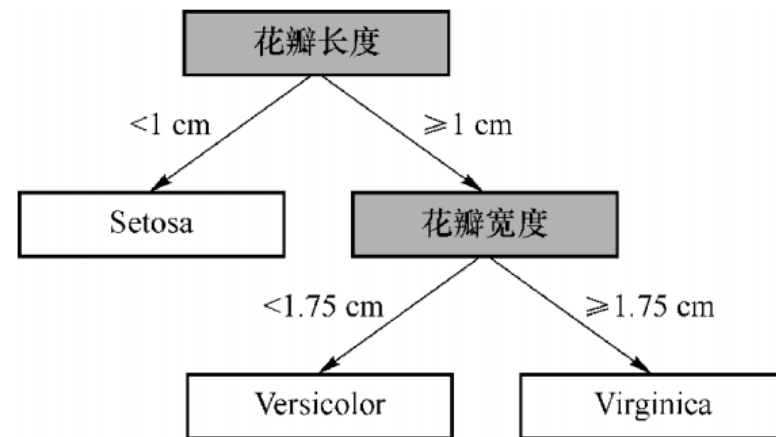 花瓣长度
<1 cm
⩾1 cm
Setosa
花瓣宽度
<1.75 cm
⩾1.75 cm
Versicolor
Virginica